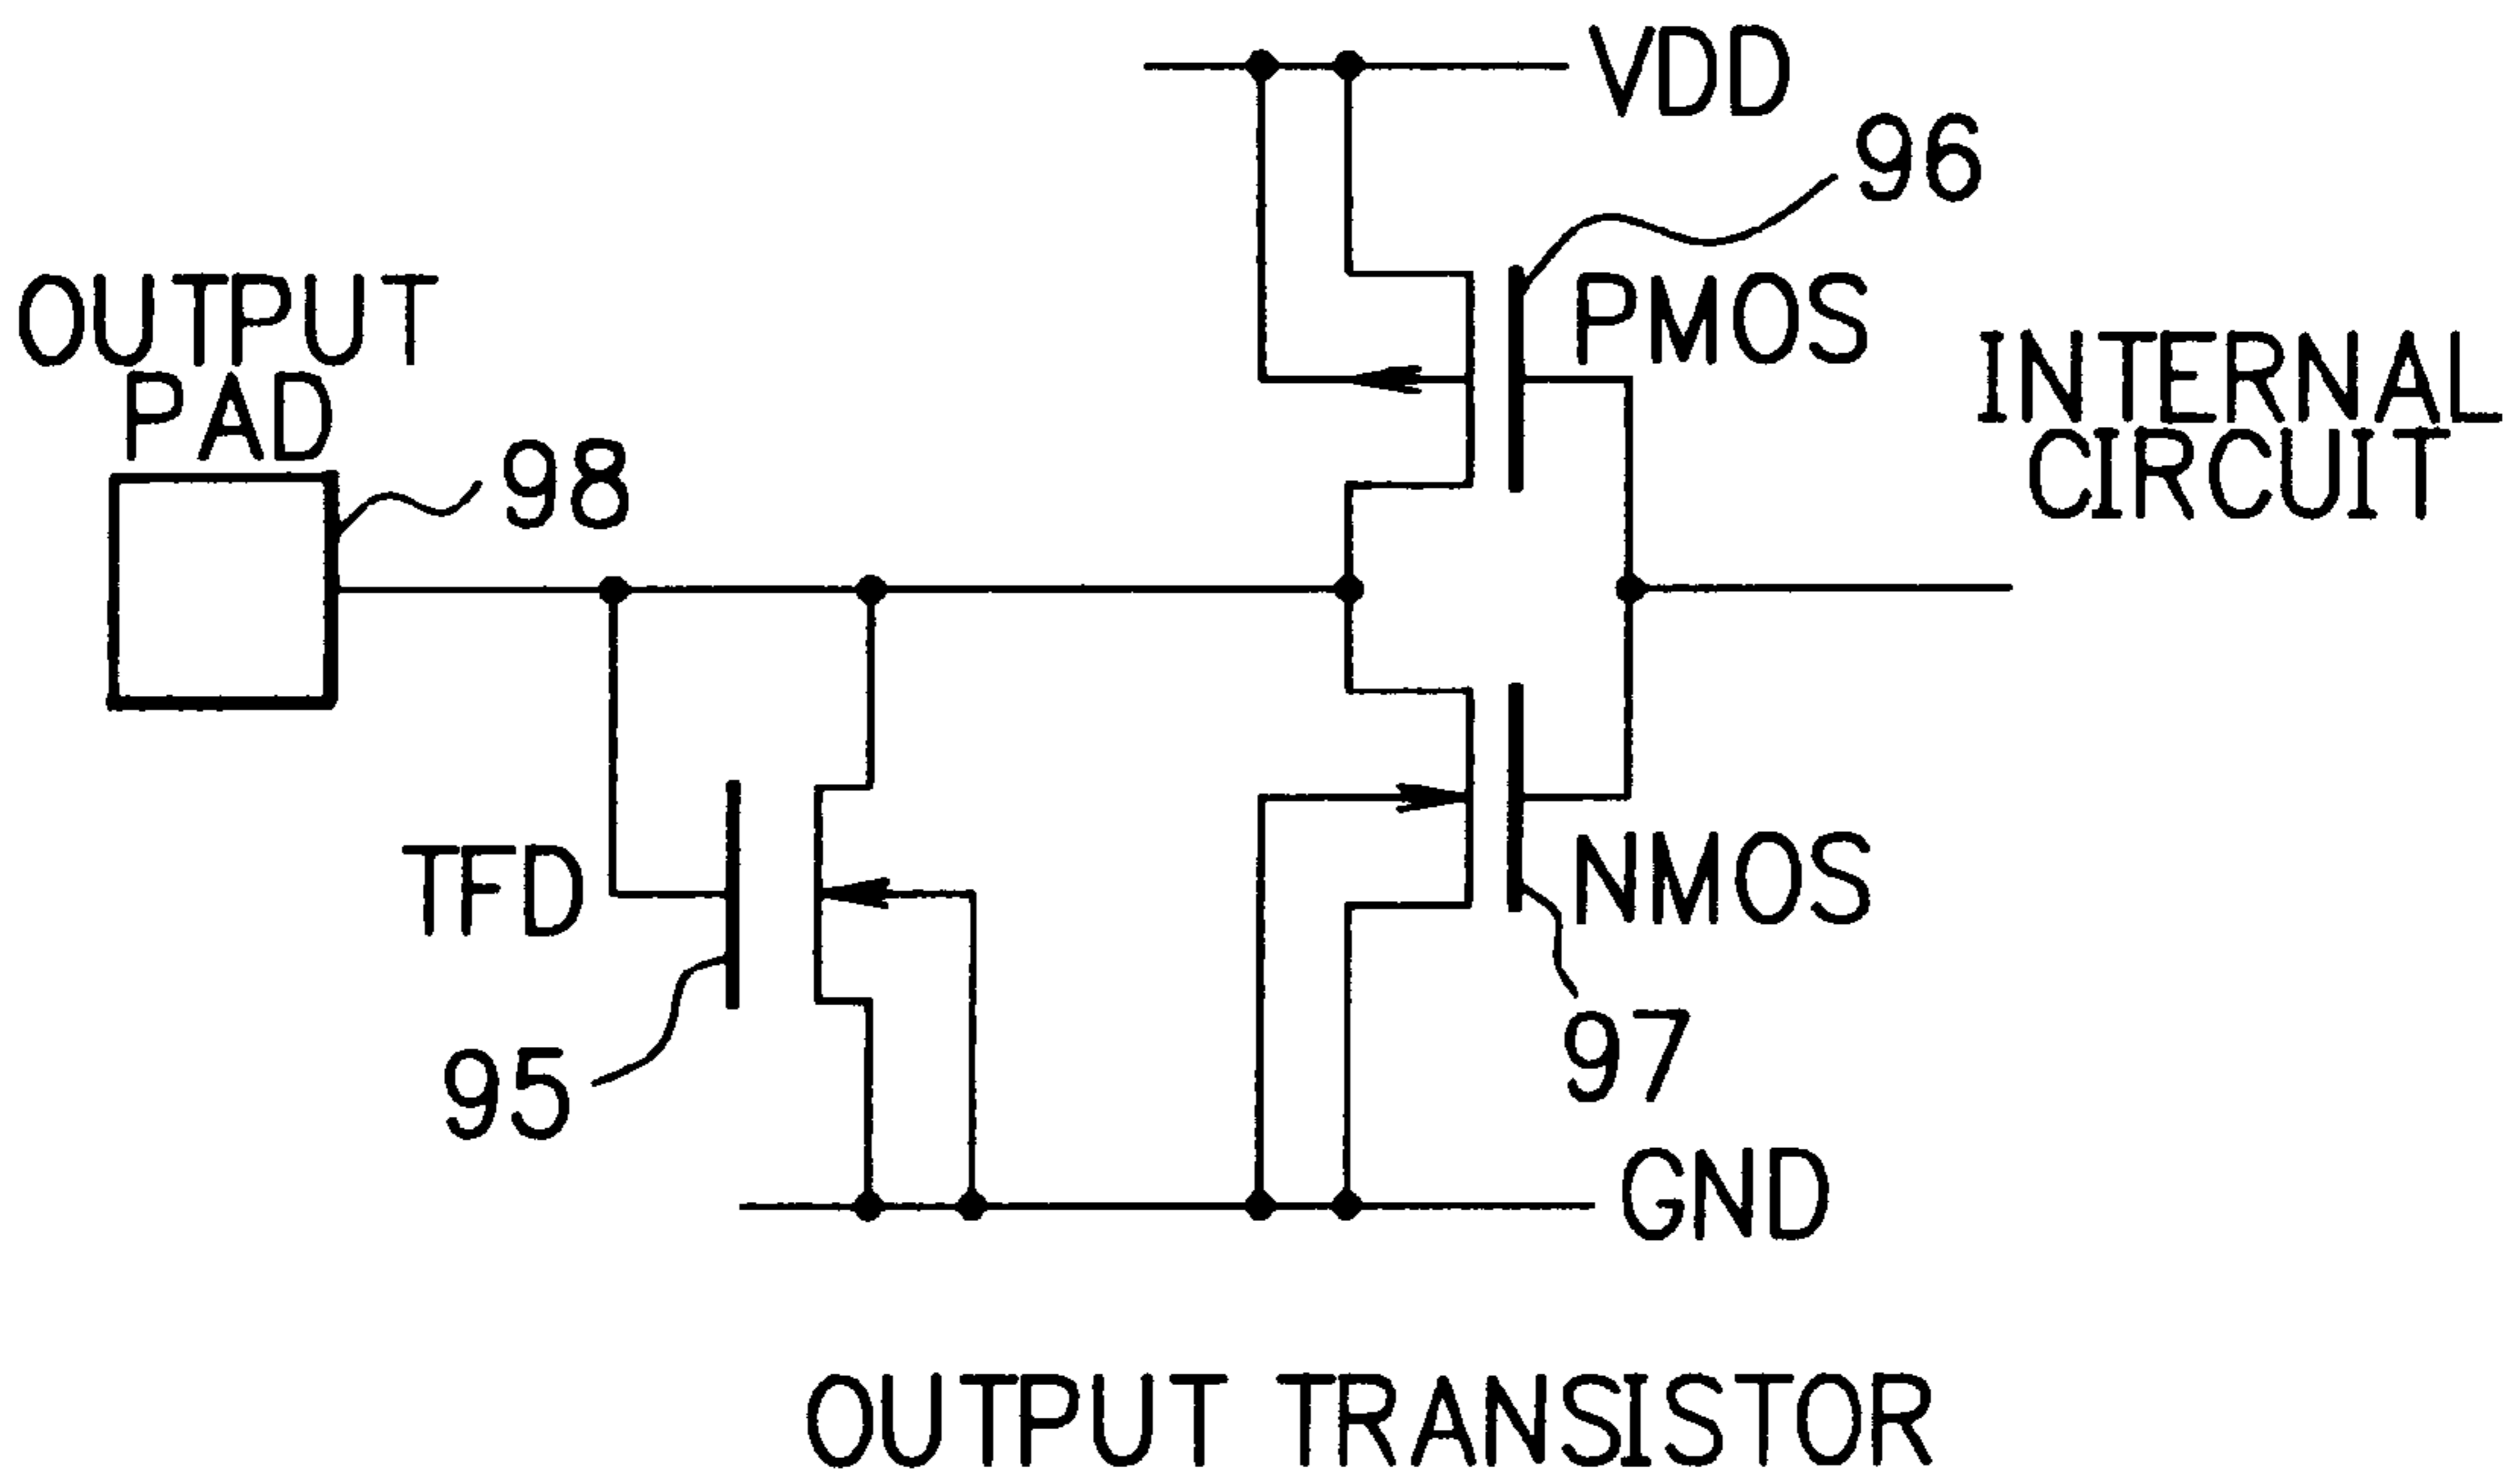 VDD
96
OUTPUT
PAD
PMOS
INTERNAL
CIRCUIT
98
TFD
NMOS
95
97
GND
OUTPUT TRANSISTOR